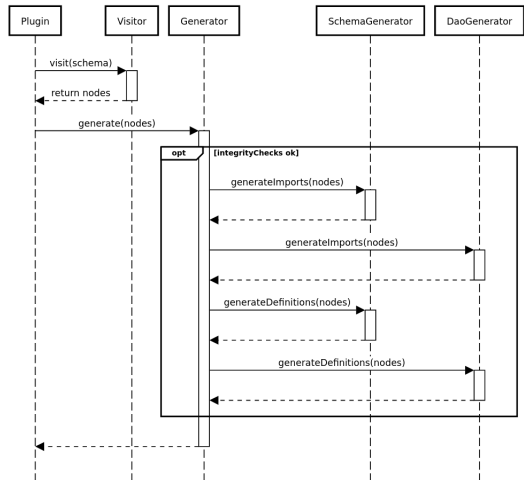 Plugin
Visitor
Generator
SchemaGenerator
DaoGenerator
visit(schema)
return nodes
generate(nodes)
opt
[integrityChecks ok]
generateImports(nodes)
generateImports(nodes)
generateDefinitions(nodes)
generateDefinitions(nodes)